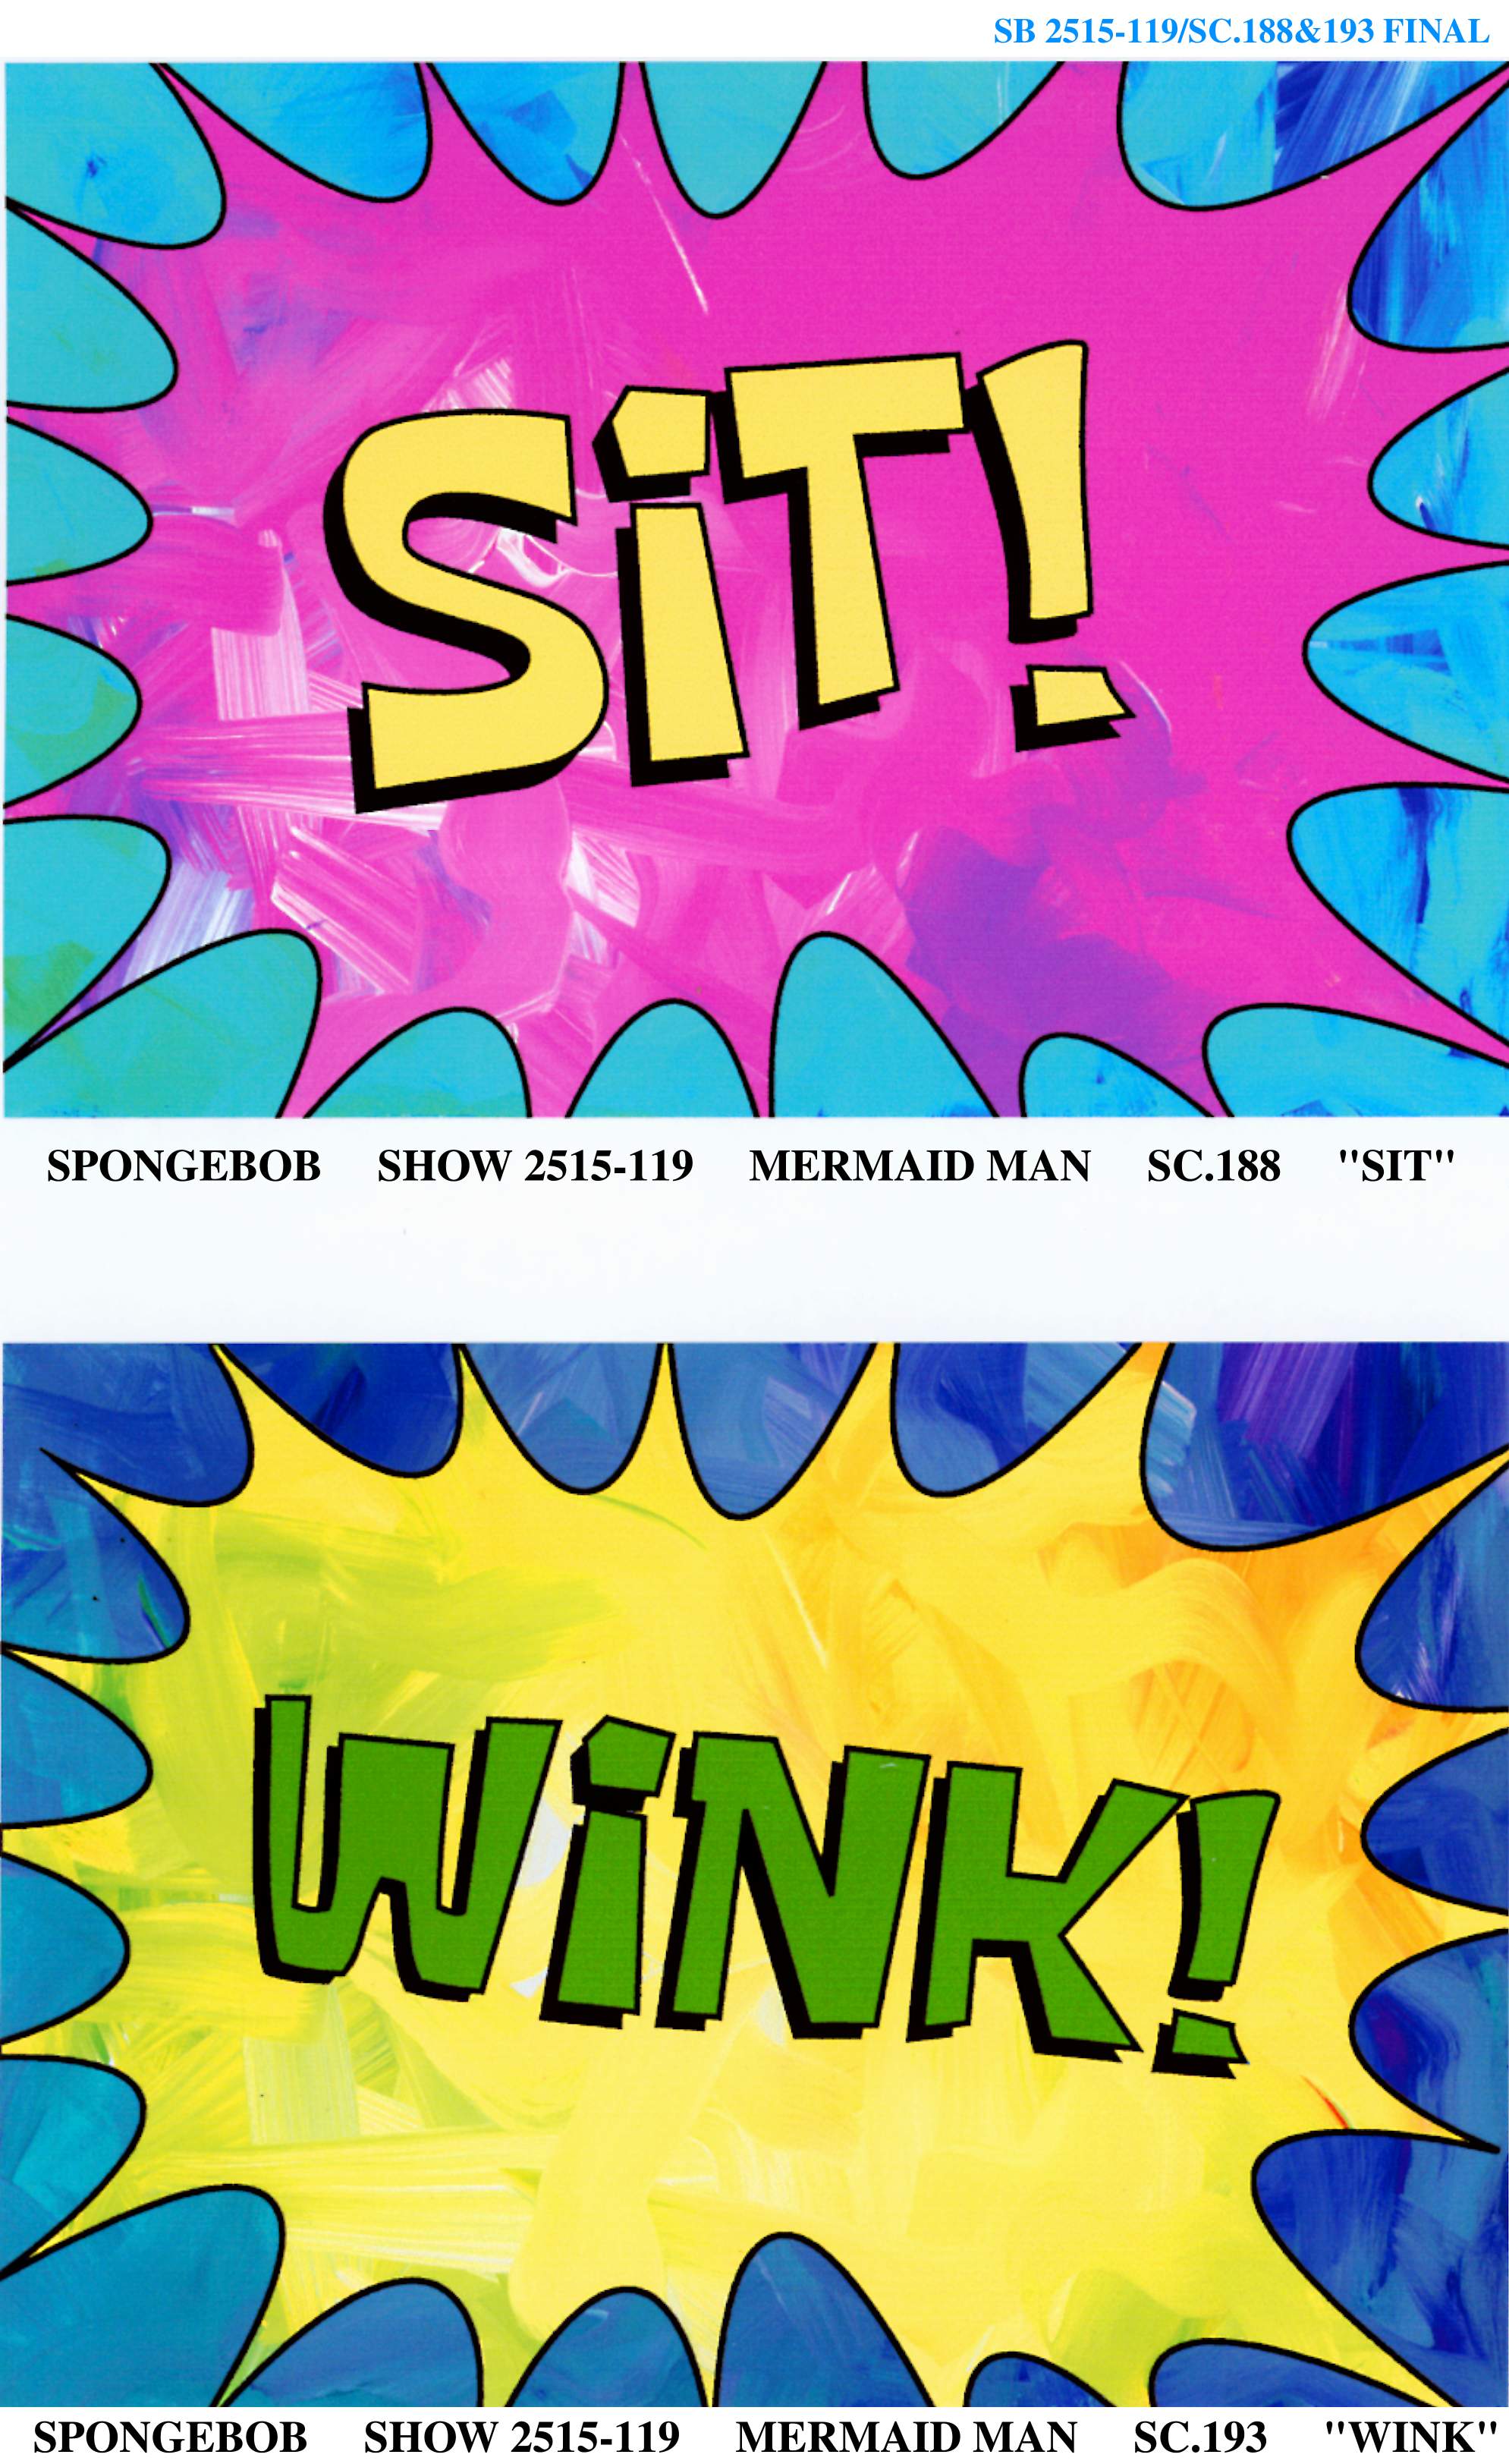 SB 2515-119/SC.188&193 FINAL
SiT!
SPONGEBOB SHOW 2515-119 MERMAID MAN SC.188 "SIT"
WiNK!
SPONGEBOB SHOW 2515-119 MERMAID MAN SC.193 "WINK"